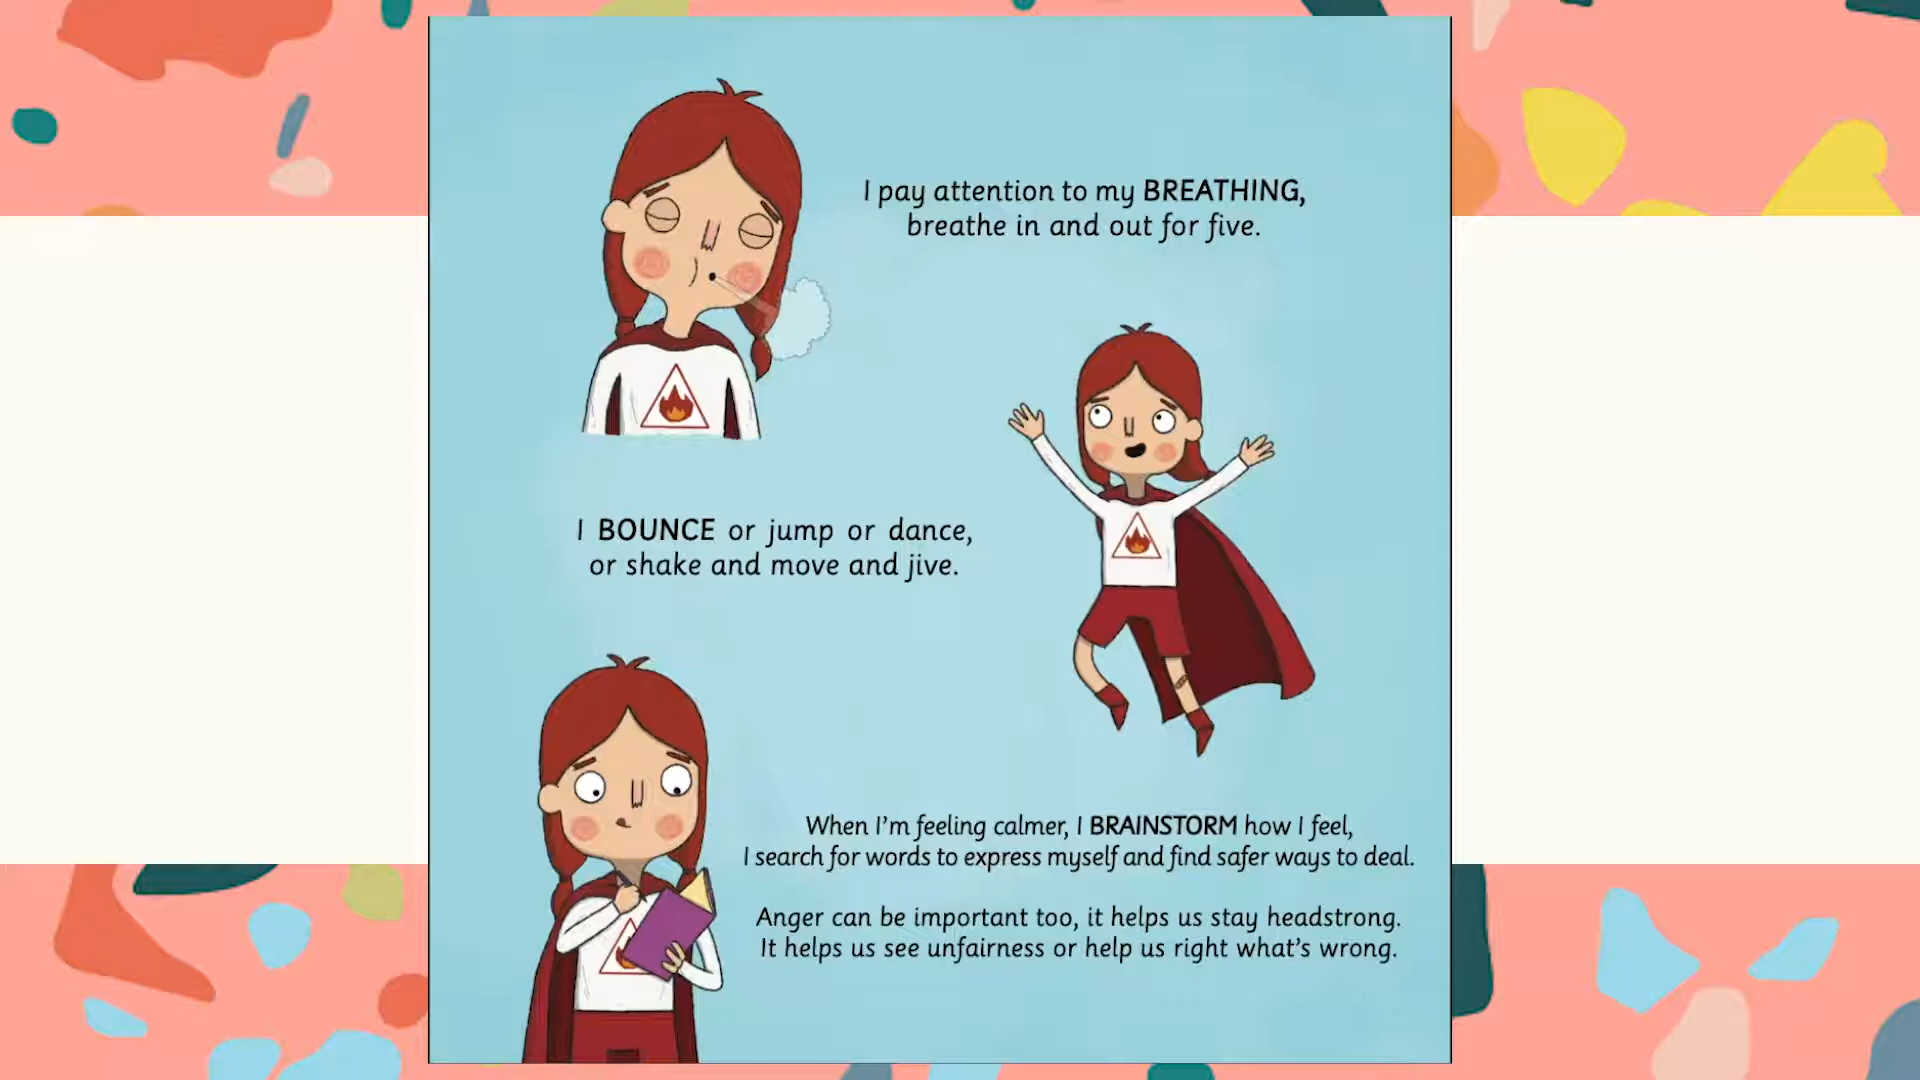 I pay attention to my BREATHING,
breathe in and out for five.
I BOUNCE or jump or dance,
or shake and move and jive.
When I'm feeling calmer, I BRAINSTORM how I feel,
I search for words to express myself and find safer ways to deal.
Anger can be important too, it helps us stay headstrong.
It helps us see unfairness or help us right what's wrong.